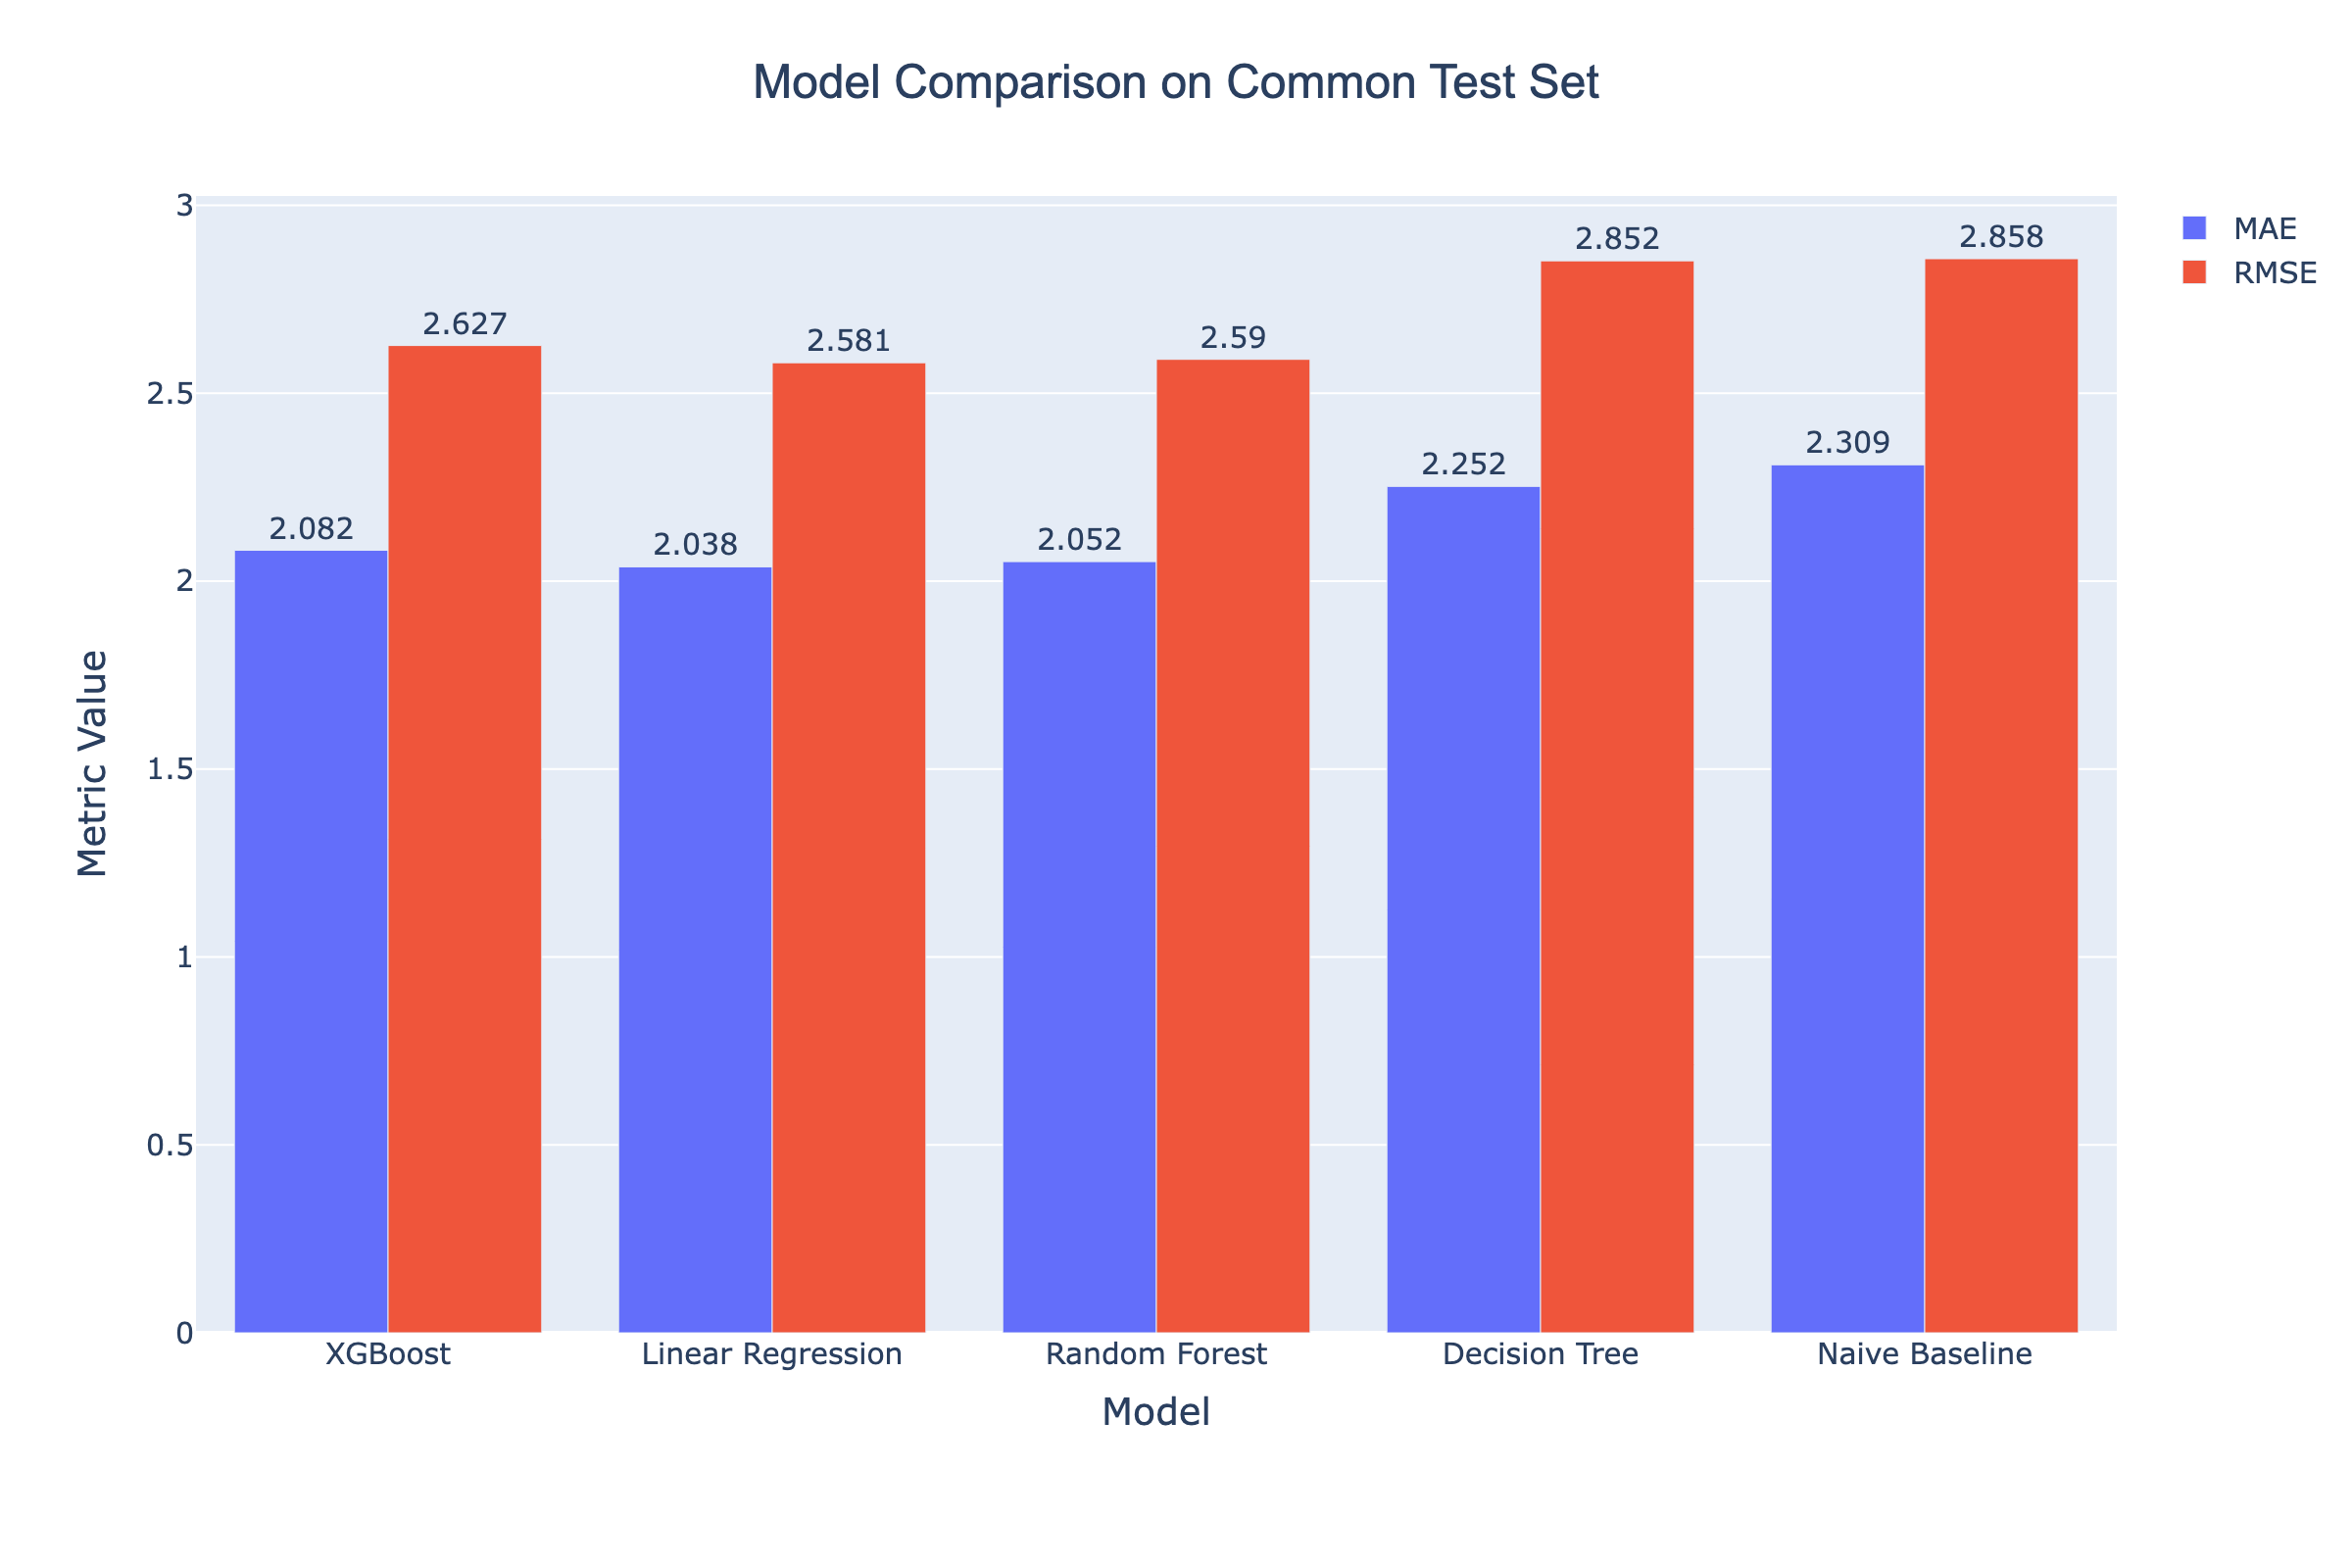 Model Comparison on Common Test Set
MAE
RMSE
3
2.5
2
1.5
1
0.5
0
Metric Value
2.082
2.627
2.038
2.581
2.052
2.59
2.252
2.852
2.309
2.858
XGBoost
Linear Regression
Random Forest
Decision Tree
Naive Baseline
Model